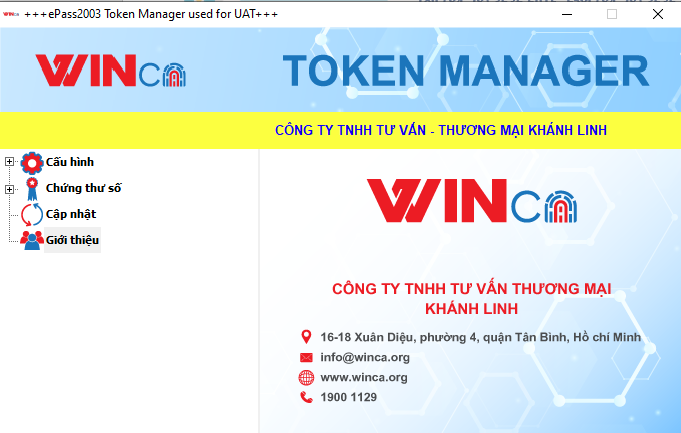 WINCA +++ePass2003 Token Manager used for UAT+++
WINCA TOKEN MANAGER
CÔNG TY TNHH TƯ VẤN - THƯƠNG MẠI KHÁNH LINH
Cấu hình
Chứng thư số
Cập nhật
Giới thiệu
WINCA
CÔNG TY TNHH TƯ VẤN THƯƠNG MẠI
KHÁNH LINH
16-18 Xuân Diệu, phường 4, quận Tân Bình, Hồ chí Minh
info@winca.org
www.winca.org
1900 1129